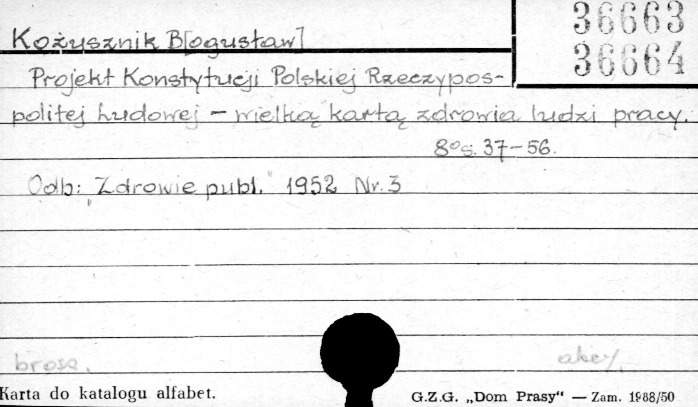 36663
36664
Kożusznik B[ogusław]
Projekt Konstytucji Polskiej Rzeczypos-
politej Ludowej – wielką kartą zdrowia ludzi pracy.
8° s. 37–56.
Odb: "Zdrowie publ." 1952 Nr. 3
brosz.
Karta do katalogu alfabet.
G.Z.G. „Dom Prasy" — Zam. 1988/50